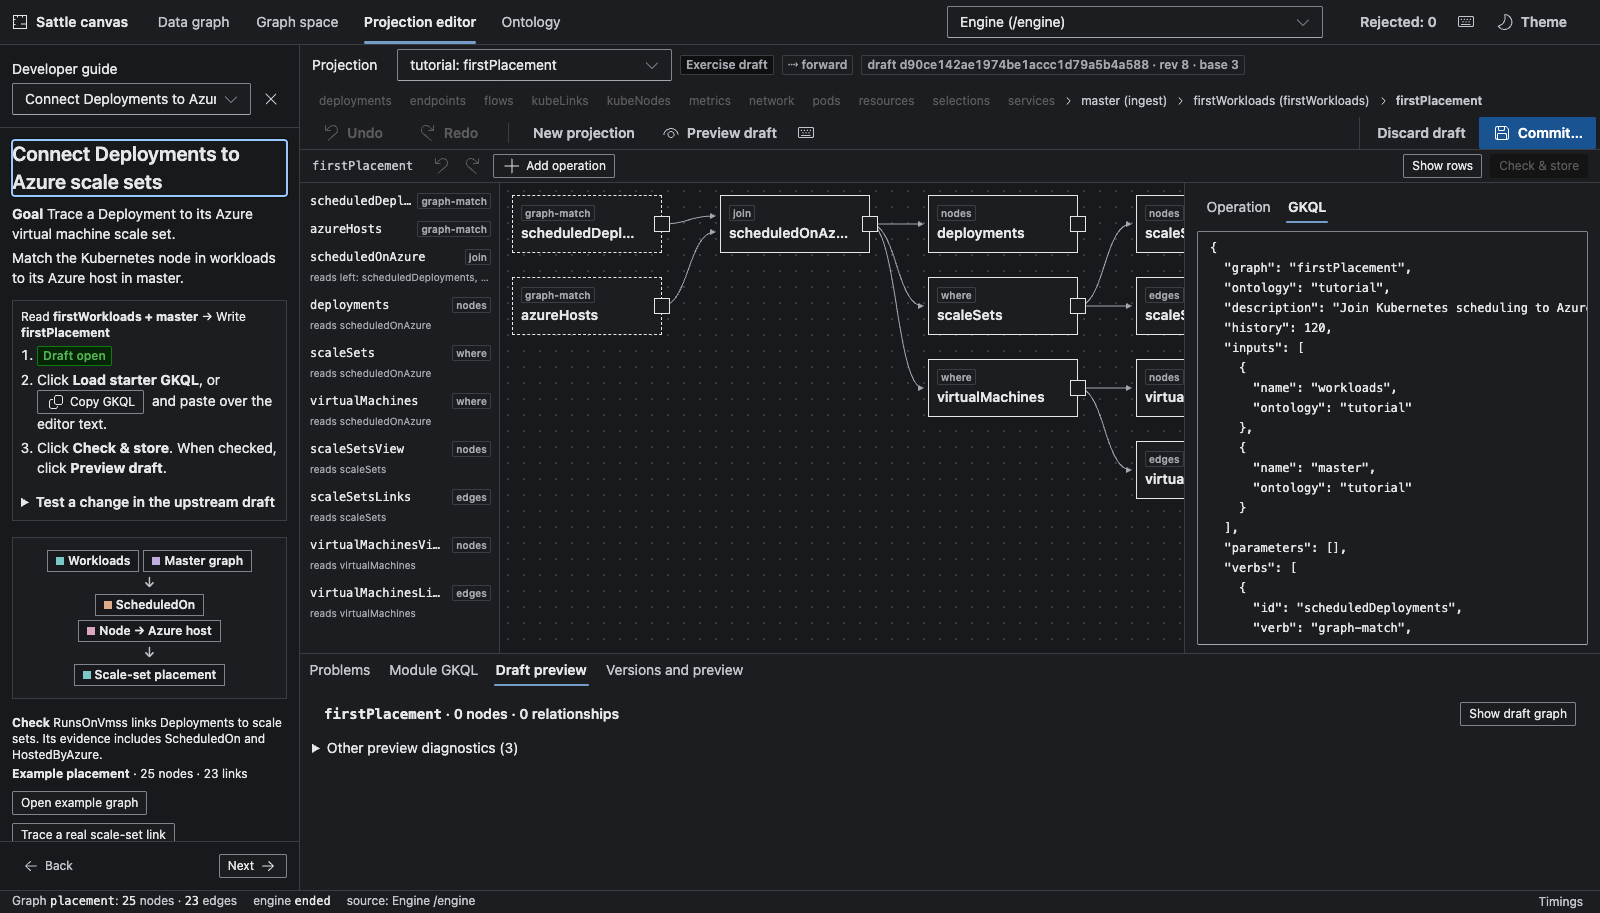 Sattle canvas
Data graph
Graph space
Projection editor
Ontology
Engine (/engine)
Rejected: 0
Theme
Developer guide
Connect Deployments to Azur
Projection
tutorial: firstPlacement
Exercise draft
⇢ forward
draft d90ce142ae1974be1accc1d79a5b4a588 · rev 8 · base 3
deployments endpoints flows kubeLinks kubeNodes metrics network pods resources selections services > master (ingest) > firstWorkloads (firstWorkloads) > firstPlacement
Undo
Redo
New projection
Preview draft
Discard draft
Commit...
firstPlacement
Add operation
Show rows
Check & store
Connect Deployments to
Azure scale sets
Goal Trace a Deployment to its Azure
virtual machine scale set.
Match the Kubernetes node in workloads
to its Azure host in master.
Read firstWorkloads + master → Write
firstPlacement
1. Draft open
2. Click Load starter GKQL, or
Copy GKQL and paste over the
editor text.
3. Click Check & store. When checked,
click Preview draft.
Test a change in the upstream draft
Workloads
Master graph
↓
ScheduledOn
Node → Azure host
↓
Scale-set placement
Check RunsOnVmss links Deployments to scale
sets. Its evidence includes ScheduledOn and
HostedByAzure.
Example placement · 25 nodes · 23 links
Open example graph
Trace a real scale-set link
Back
Next
scheduledDepl... graph-match
azureHosts graph-match
scheduledOnAzure join
reads left: scheduledDeployments, ...
deployments nodes
reads scheduledOnAzure
scaleSets where
reads scheduledOnAzure
virtualMachines where
reads scheduledOnAzure
scaleSetsView nodes
reads scaleSets
scaleSetsLinks edges
reads scaleSets
virtualMachinesVi... nodes
reads virtualMachines
virtualMachinesLi... edges
reads virtualMachines
graph-match
scheduledDepl...
graph-match
azureHosts
join
scheduledOnAz...
nodes
deployments
where
scaleSets
where
virtualMachines
nodes
scaleS
edges
scaleS
nodes
virtua
edges
virtua
Operation
GKQL
{
"graph": "firstPlacement",
"ontology": "tutorial",
"description": "Join Kubernetes scheduling to Azur
"history": 120,
"inputs": [
{
"name": "workloads",
"ontology": "tutorial"
},
{
"name": "master",
"ontology": "tutorial"
}
],
"parameters": [],
"verbs": [
{
"id": "scheduledDeployments",
"verb": "graph-match",
Problems
Module GKQL
Draft preview
Versions and preview
firstPlacement · 0 nodes · 0 relationships
Show draft graph
Other preview diagnostics (3)
Graph placement: 25 nodes · 23 edges
engine ended
source: Engine /engine
Timings